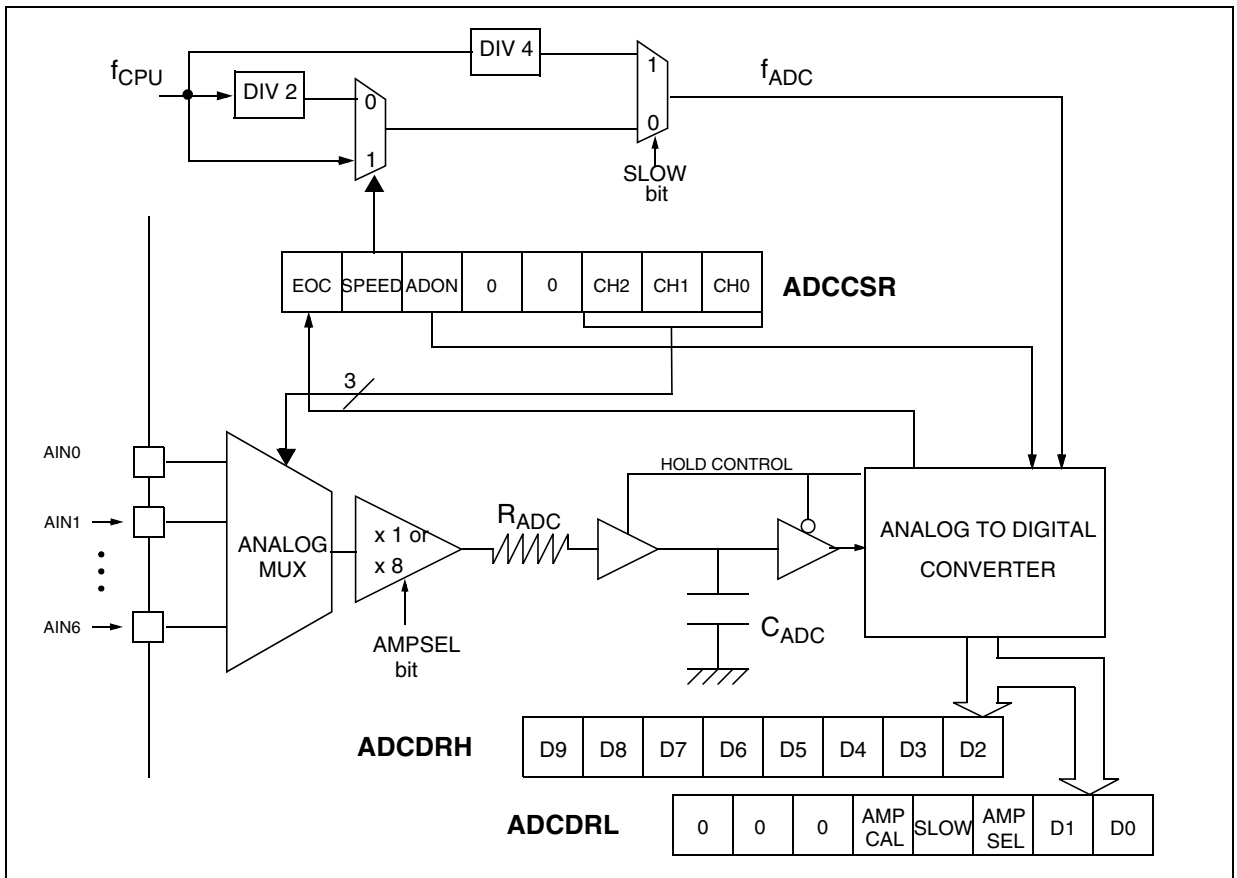 DIV 4
fCPU
DIV 2
0
1
1
0
fADC
SLOW
bit
EOC SPEED ADON 0 0 CH2 CH1 CH0
ADCCSR
3
AIN0
AIN1
AIN6
ANALOG
MUX
x 1 or
x 8
AMPSEL
bit
RADC
HOLD CONTROL
CADC
ANALOG TO DIGITAL
CONVERTER
ADCDRH
D9 D8 D7 D6 D5 D4 D3 D2
ADCDRL
0 0 0 AMP CAL SLOW AMP SEL D1 D0